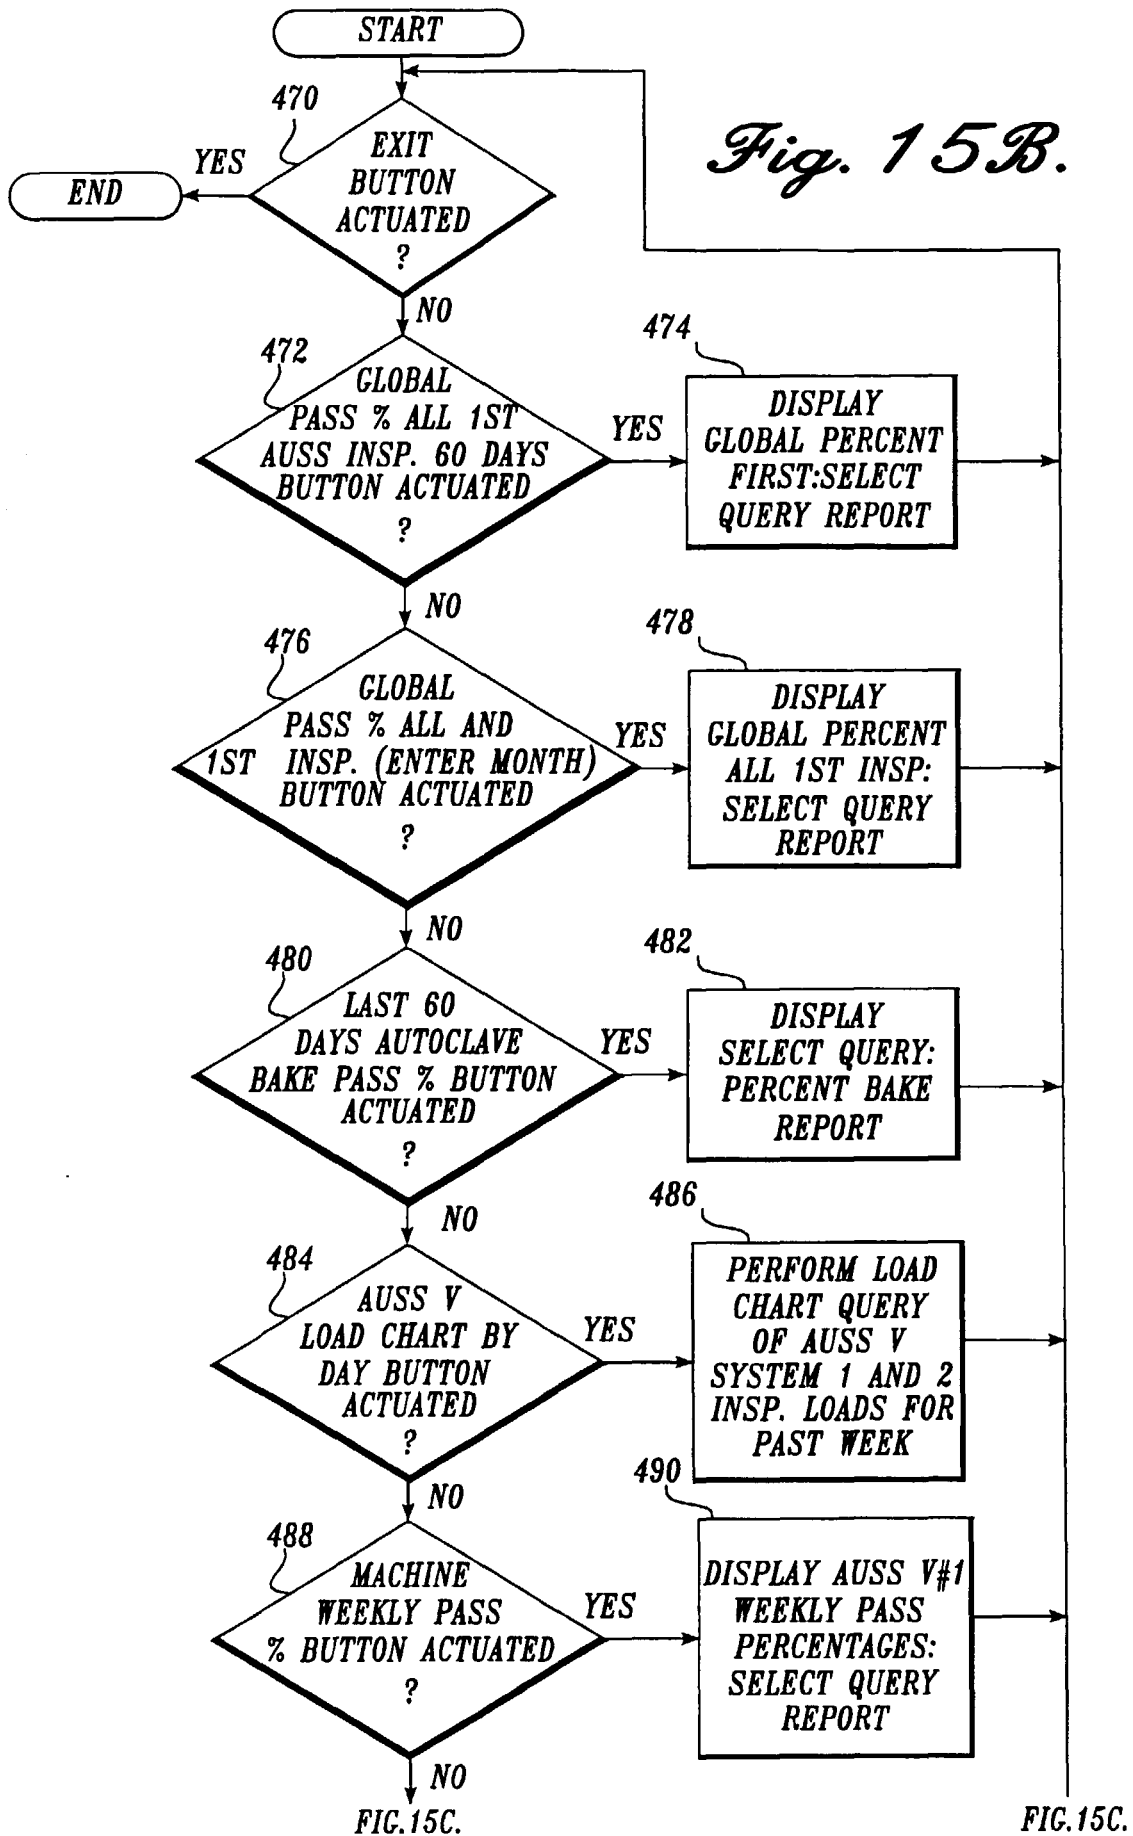 START
Fig. 15B.
470
EXIT
BUTTON
ACTUATED
?
YES
END
NO
472
GLOBAL
PASS % ALL 1ST
AUSS INSP. 60 DAYS
BUTTON ACTUATED
?
YES
474
DISPLAY
GLOBAL PERCENT
FIRST:SELECT
QUERY REPORT
NO
476
GLOBAL
PASS % ALL AND
1ST INSP. (ENTER MONTH)
BUTTON ACTUATED
?
YES
478
DISPLAY
GLOBAL PERCENT
ALL 1ST INSP:
SELECT QUERY
REPORT
NO
480
LAST 60
DAYS AUTOCLAVE
BAKE PASS % BUTTON
ACTUATED
?
YES
482
DISPLAY
SELECT QUERY:
PERCENT BAKE
REPORT
NO
484
AUSS V
LOAD CHART BY
DAY BUTTON
ACTUATED
?
YES
486
PERFORM LOAD
CHART QUERY
OF AUSS V
SYSTEM 1 AND 2
INSP. LOADS FOR
PAST WEEK
NO
488
MACHINE
WEEKLY PASS
% BUTTON ACTUATED
?
YES
490
DISPLAY AUSS V#1
WEEKLY PASS
PERCENTAGES:
SELECT QUERY
REPORT
NO
FIG.15C.
FIG.15C.